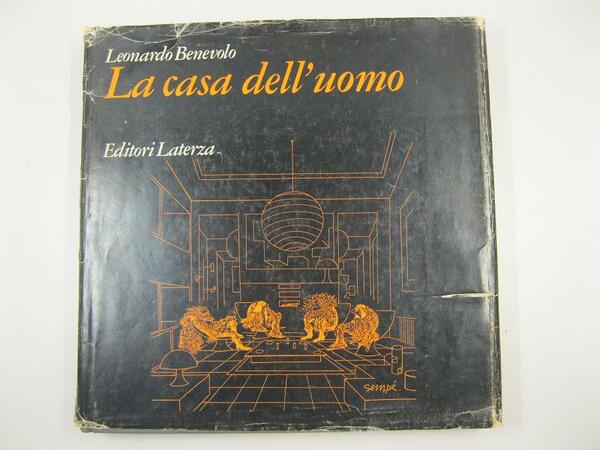 Leonardo Benevolo
La casa dell'uomo
Editori Laterza
sempé.